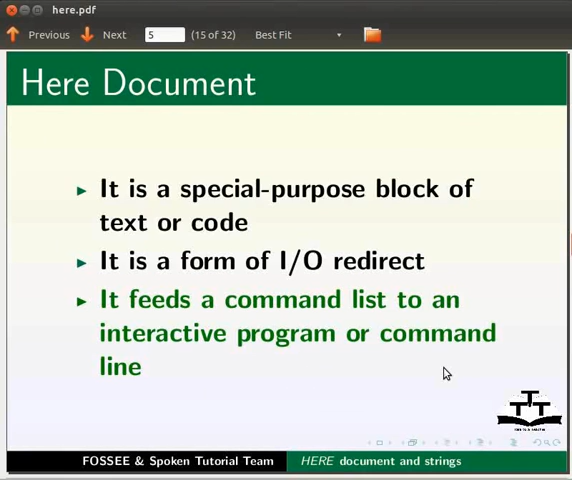 here.pdf
Previous Next 5 (15 of 32) Best Fit
Here Document
It is a special-purpose block of
text or code
It is a form of I/O redirect
It feeds a command list to an
interactive program or command
line
FOSSEE & Spoken Tutorial Team HERE document and strings